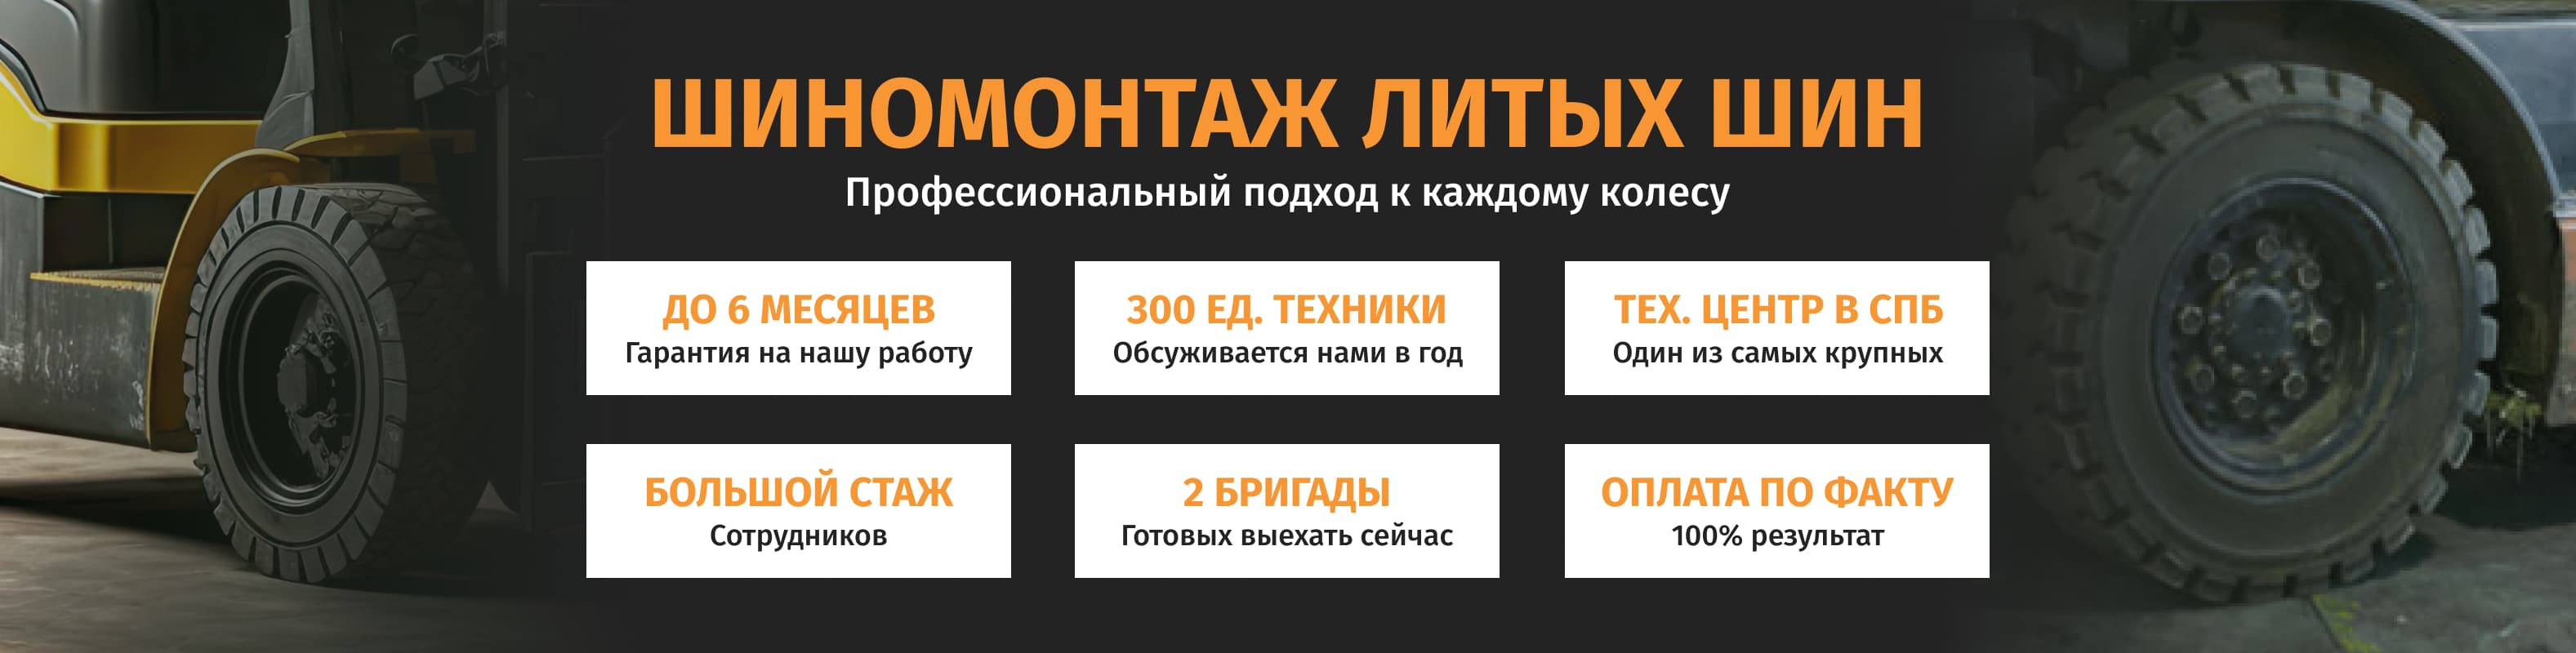 ШИНОМОНТАЖ ЛИТЫХ ШИН
Профессиональный подход к каждому колесу
ДО 6 МЕСЯЦЕВ
Гарантия на нашу работу
300 ЕД. ТЕХНИКИ
Обсуживается нами в год
ТЕХ. ЦЕНТР В СПБ
Один из самых крупных
БОЛЬШОЙ СТАЖ
Сотрудников
2 БРИГАДЫ
Готовых выехать сейчас
ОПЛАТА ПО ФАКТУ
100% результат